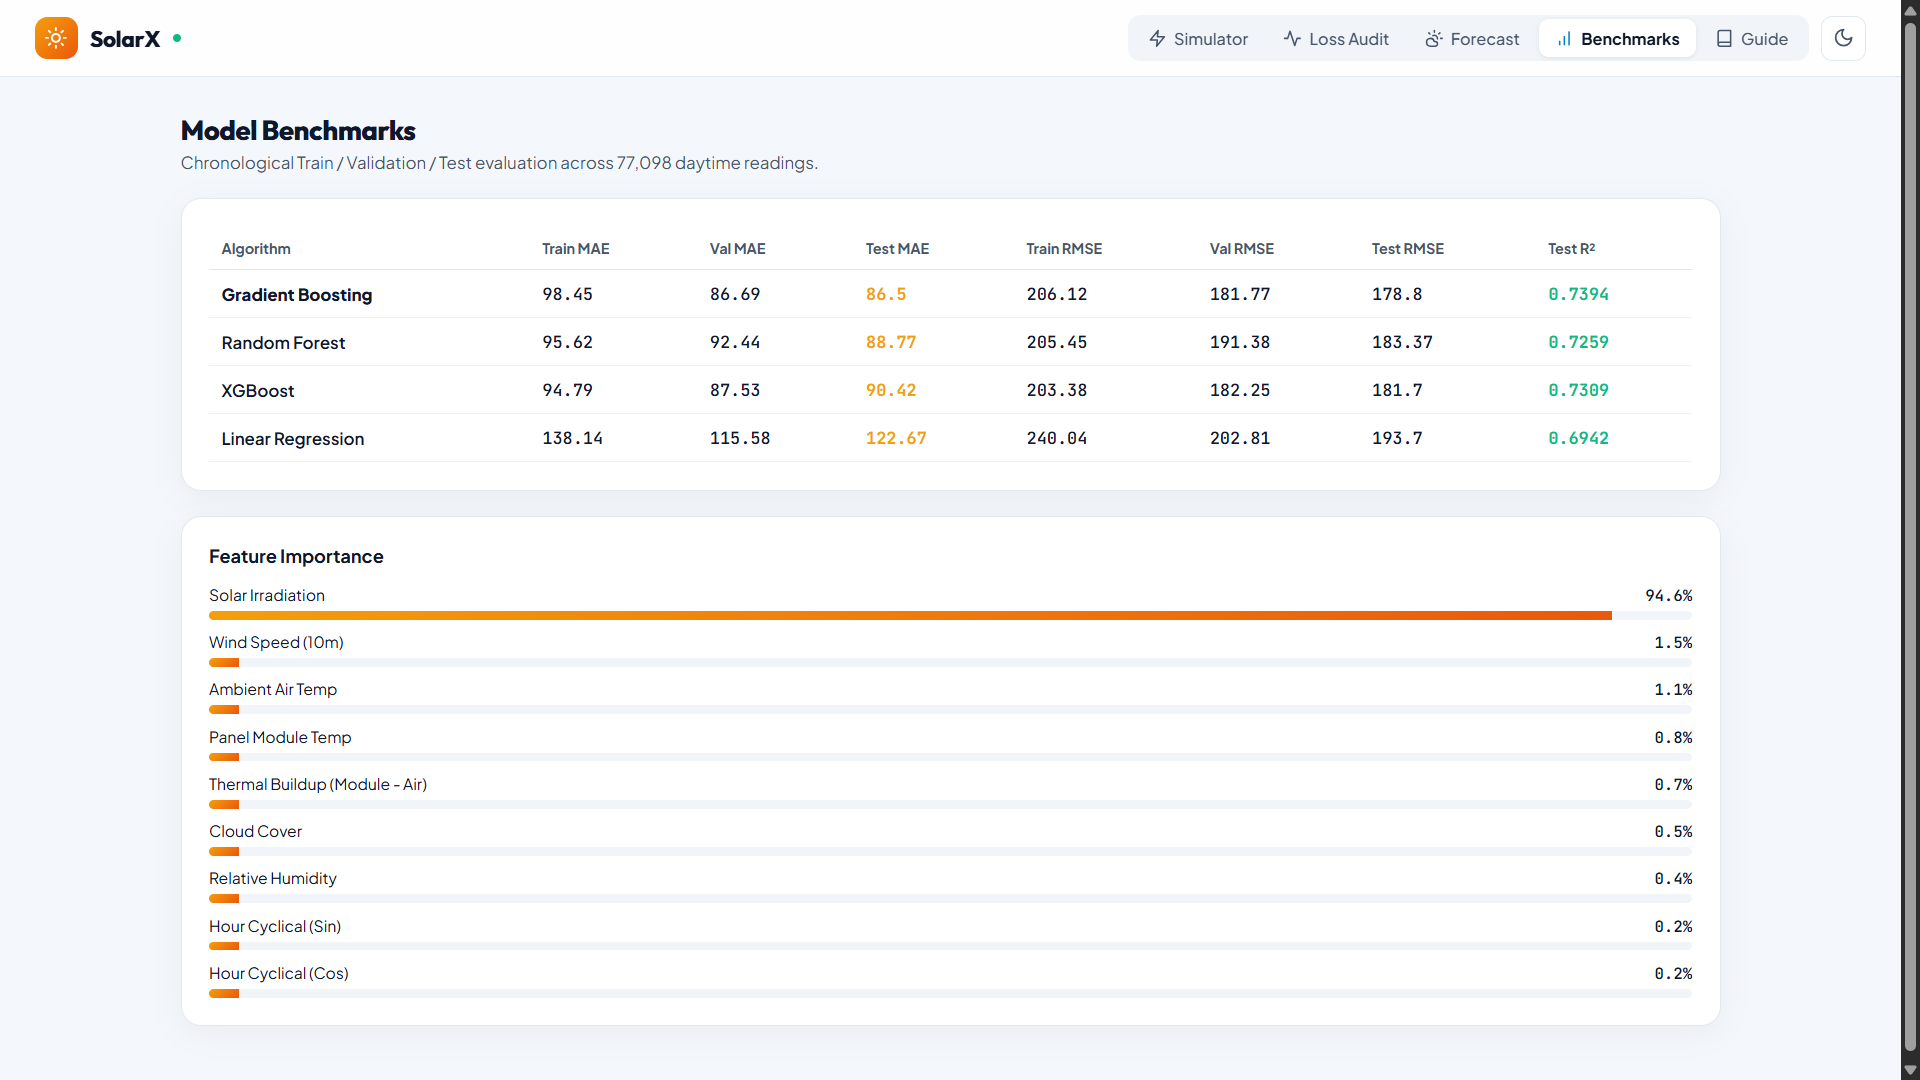 SolarX
Simulator Loss Audit Forecast Benchmarks Guide
Model Benchmarks
Chronological Train / Validation / Test evaluation across 77,098 daytime readings.
Algorithm Train MAE Val MAE Test MAE Train RMSE Val RMSE Test RMSE Test R²
Gradient Boosting 98.45 86.69 86.5 206.12 181.77 178.8 0.7394
Random Forest 95.62 92.44 88.77 205.45 191.38 183.37 0.7259
XGBoost 94.79 87.53 90.42 203.38 182.25 181.7 0.7309
Linear Regression 138.14 115.58 122.67 240.04 202.81 193.7 0.6942
Feature Importance
Solar Irradiation 94.6%
Wind Speed (10m) 1.5%
Ambient Air Temp 1.1%
Panel Module Temp 0.8%
Thermal Buildup (Module - Air) 0.7%
Cloud Cover 0.5%
Relative Humidity 0.4%
Hour Cyclical (Sin) 0.2%
Hour Cyclical (Cos) 0.2%